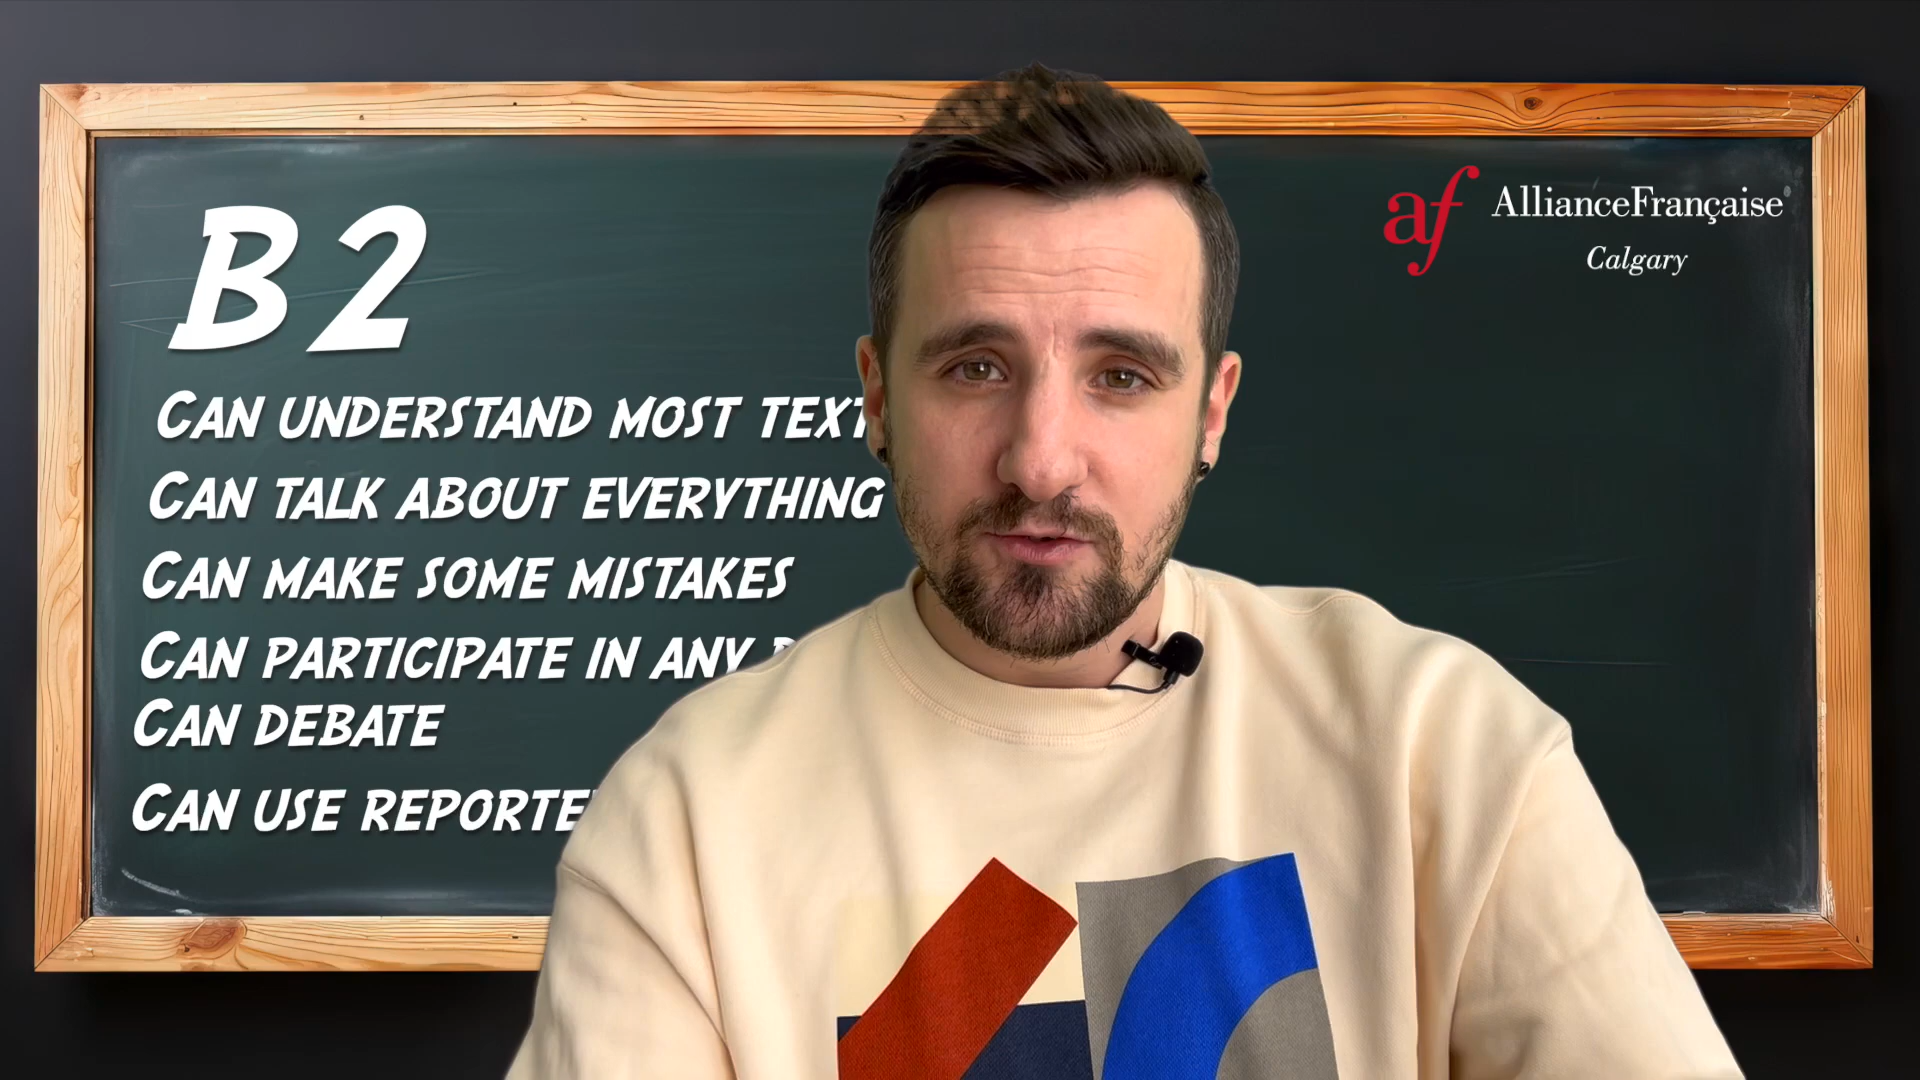 B2
CAN UNDERSTAND MOST
CAN TALK ABOUT EVERYTHING
CAN MAKE SOME MISTAKES
CAN PARTICIPATE IN ANY
CAN DEBATE
CAN USE
af AllianceFrançaise
Calgary